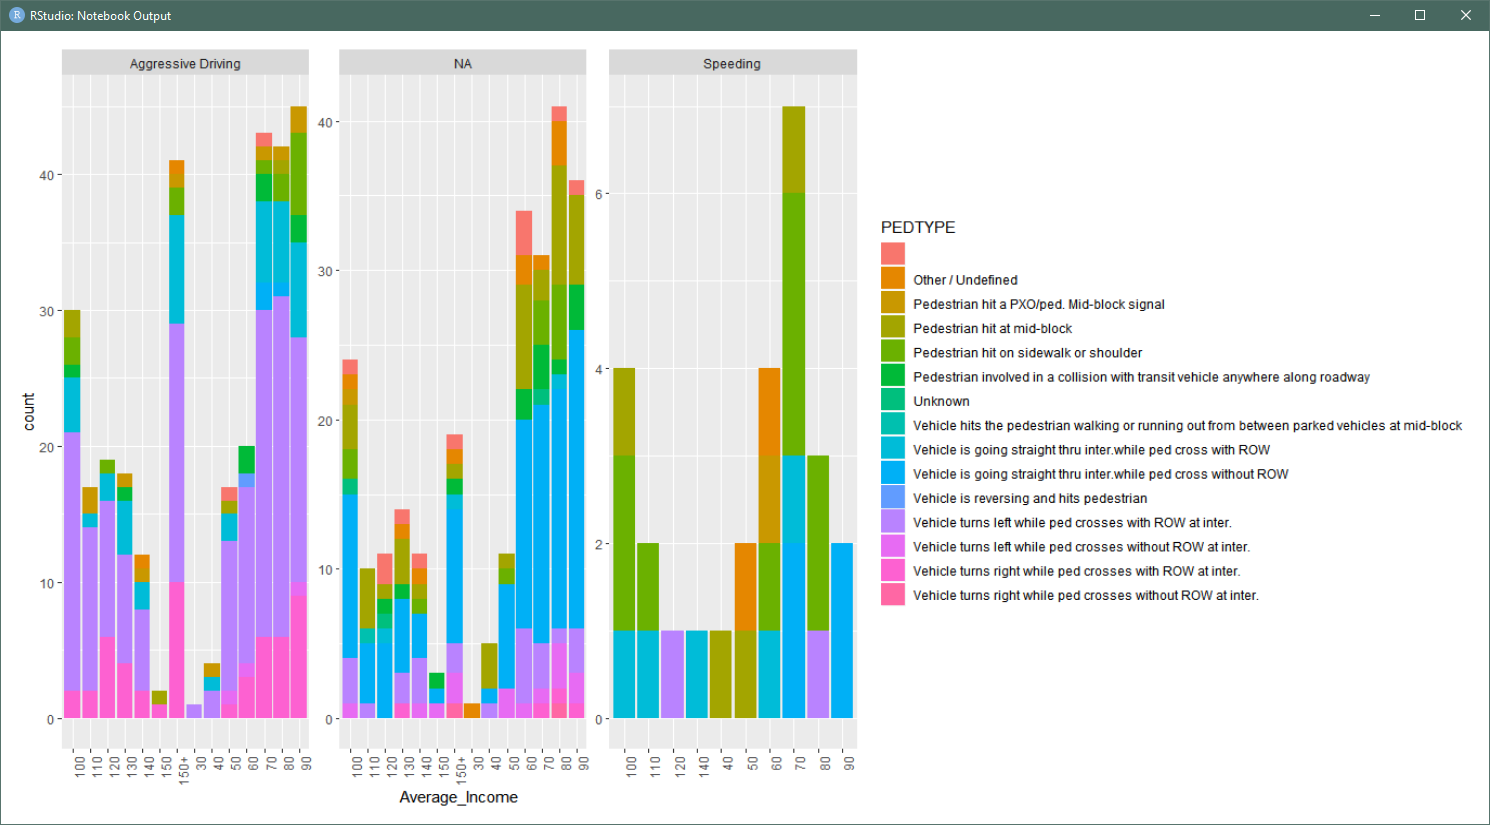 RStudio: Notebook Output
Aggressive Driving
NA
Speeding
count
40
30
20
10
0
40
30
20
10
0
6
4
2
0
100 110 120 130 140 150 150+ 30 40 50 60 70 80 90
100 110 120 130 140 150 150+ 30 40 50 60 70 80 90
100 110 120 140 40 50 60 70 80 90
Average_Income
PEDTYPE
Other / Undefined
Pedestrian hit a PXO/ped. Mid-block signal
Pedestrian hit at mid-block
Pedestrian hit on sidewalk or shoulder
Pedestrian involved in a collision with transit vehicle anywhere along roadway
Unknown
Vehicle hits the pedestrian walking or running out from between parked vehicles at mid-block
Vehicle is going straight thru inter.while ped cross with ROW
Vehicle is going straight thru inter.while ped cross without ROW
Vehicle is reversing and hits pedestrian
Vehicle turns left while ped crosses with ROW at inter.
Vehicle turns left while ped crosses without ROW at inter.
Vehicle turns right while ped crosses with ROW at inter.
Vehicle turns right while ped crosses without ROW at inter.